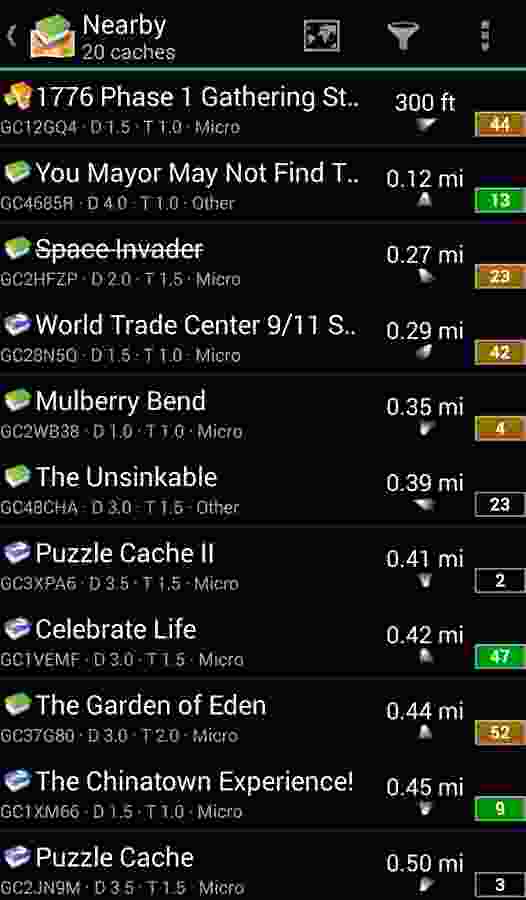 Nearby
20 caches
1776 Phase 1 Gathering St..
300 ft
GC12GQ4 · D 1.5 · T 1.0 · Micro
44
You Mayor May Not Find T..
0.12 mi
GC4685R · D 4.0 · T 1.0 · Other
13
Space Invader
0.27 mi
GC2HFZP · D 2.0 · T 1.5 · Micro
23
World Trade Center 9/11 S..
0.29 mi
GC28N5Q · D 1.5 · T 1.0 · Micro
42
Mulberry Bend
0.35 mi
GC2WB38 · D 1.0 · T 1.0 · Micro
4
The Unsinkable
0.39 mi
GC48CHA · D 3.0 · T 1.5 · Other
23
Puzzle Cache II
0.41 mi
GC3XPA6 · D 3.5 · T 1.5 · Micro
2
Celebrate Life
0.42 mi
GC1VEMF · D 3.0 · T 1.5 · Micro
47
The Garden of Eden
0.44 mi
GC37G80 · D 3.0 · T 2.0 · Micro
52
The Chinatown Experience!
0.45 mi
GC1XM66 · D 1.5 · T 1.0 · Micro
9
Puzzle Cache
0.50 mi
GC2JN9M · D 3.5 · T 1.5 · Micro
3